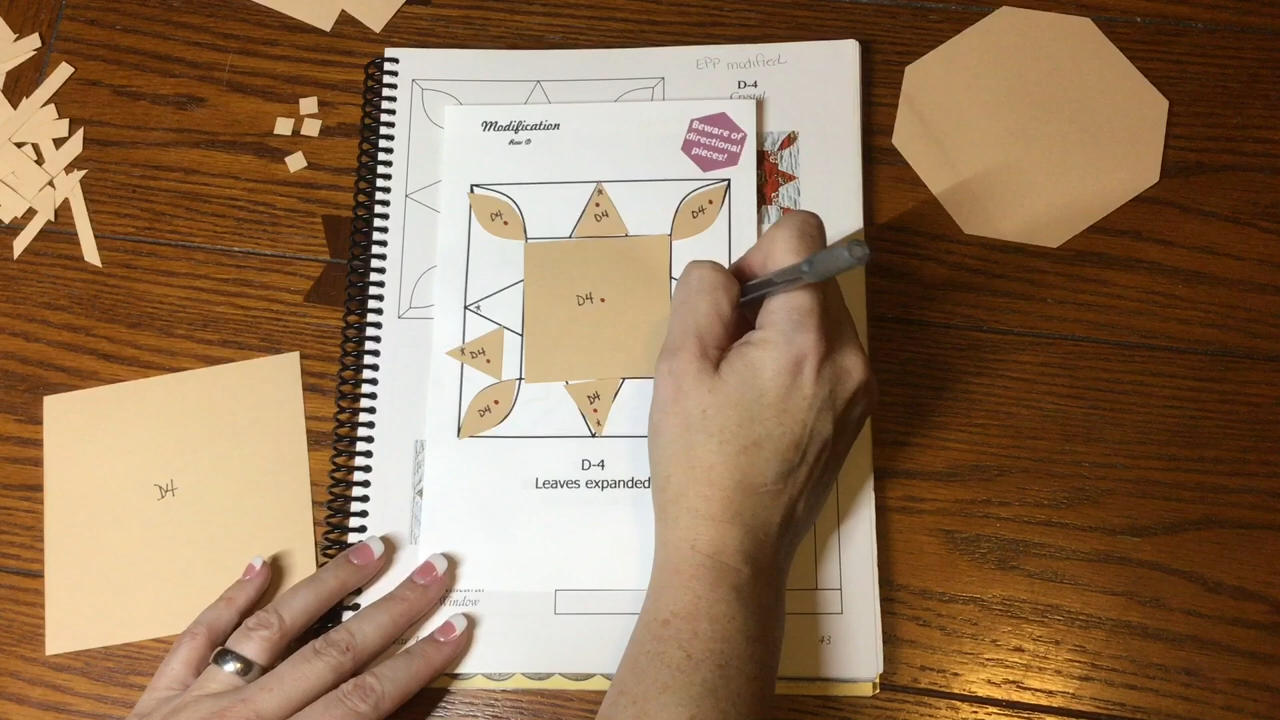 EPP modified
D-4
Crystal
Modification
Row D
Beware of
directional
pieces!
D4
D4
D4
D4
D4
D4
D4
D4
D-4
Leaves expanded
Window
43